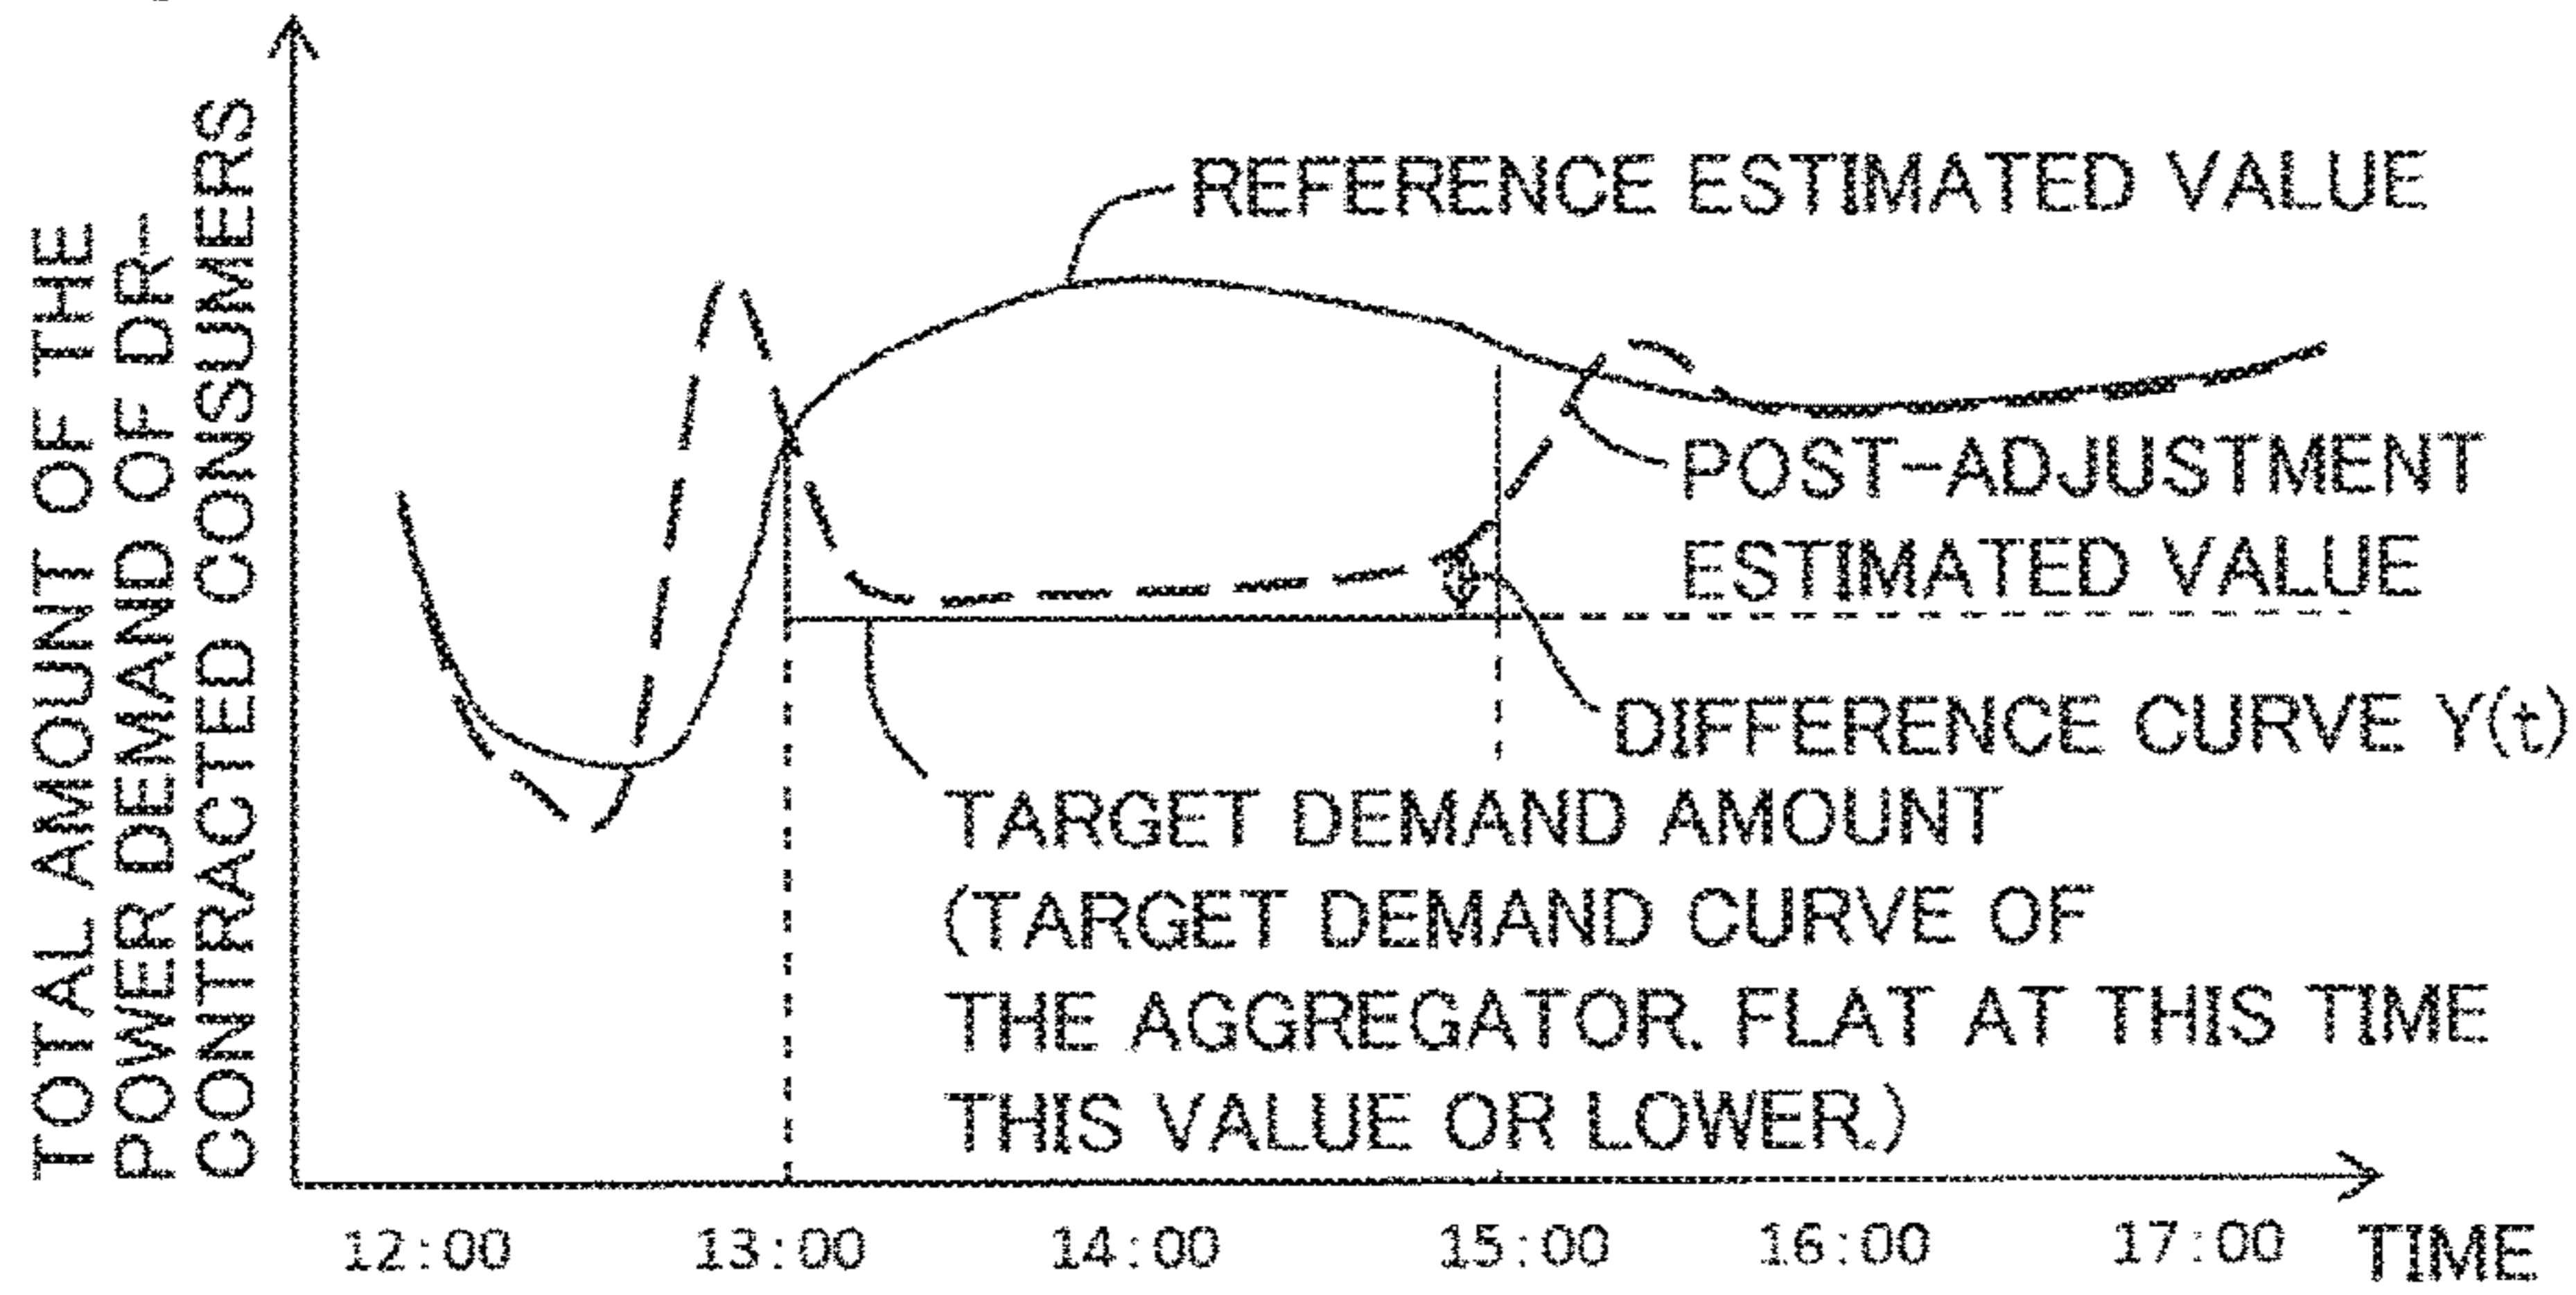 TOTAL AMOUNT OF THE
POWER DEMAND OF DR-
CONTRACTED CONSUMERS
REFERENCE ESTIMATED VALUE
POST-ADJUSTMENT
ESTIMATED VALUE
DIFFERENCE CURVE Y(t)
TARGET DEMAND AMOUNT
(TARGET DEMAND CURVE OF
THE AGGREGATOR. FLAT AT THIS TIME
THIS VALUE OR LOWER.)
12:00 13:00 14:00 15:00 16:00 17:00 TIME